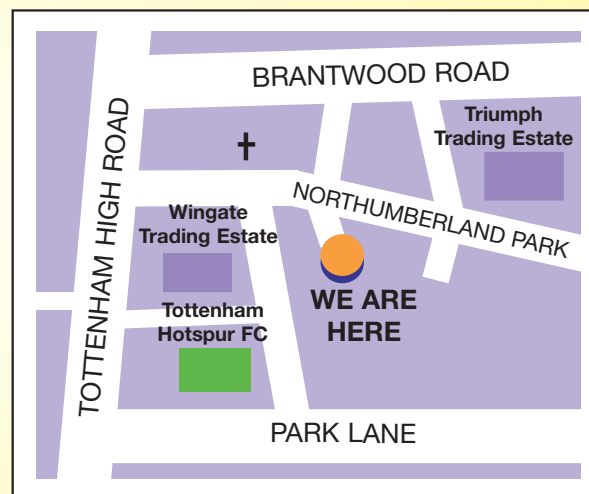 BRANTWOOD ROAD
Triumph
Trading Estate
TOTTENHAM HIGH ROAD
NORTHUMBERLAND PARK
Wingate
Trading Estate
WE ARE
HERE
Tottenham
Hotspur FC
PARK LANE